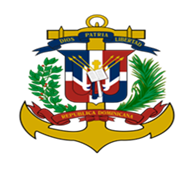 DIOS PATRIA LIBERTAD
REPUBLICA DOMINICANA